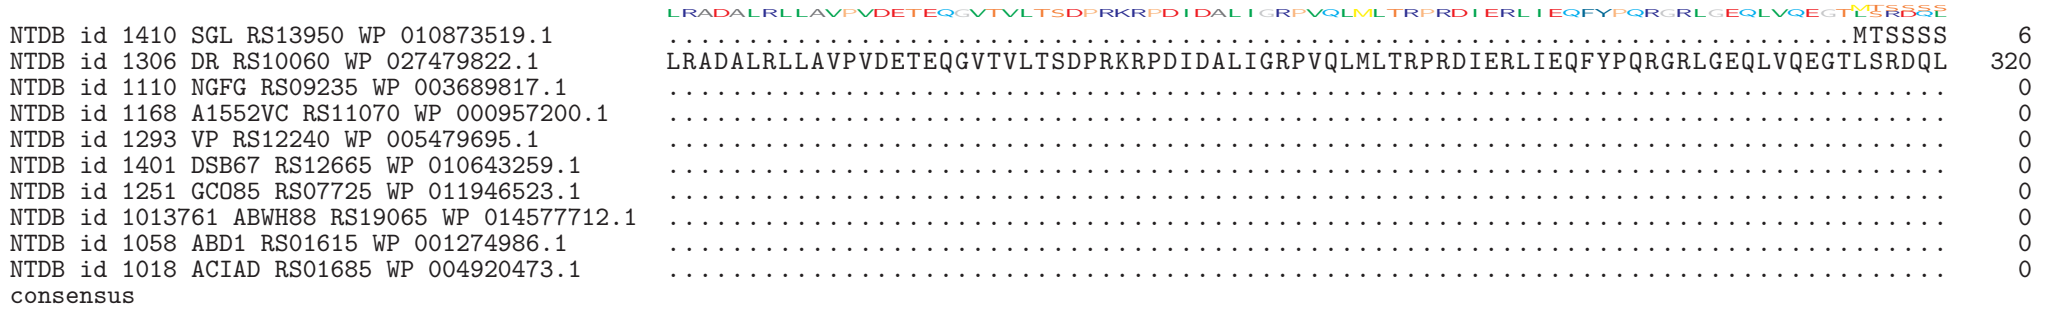 MTSSSS
LRADALRLLAVPVDETEQGVTVLTSDPRKRPDIDALIGRPVQLMLTRPRDIERLIEQFYPQRGRLGEQLVQEGTLSRDQL
NTDB id 1410 SGL RS13950 WP 010873519.1 ..........................................................................MTSSSS 6
NTDB id 1306 DR RS10060 WP 027479822.1 LRADALRLLAVPVDETEQGVTVLTSDPRKRPDIDALIGRPVQLMLTRPRDIERLIEQFYPQRGRLGEQLVQEGTLSRDQL 320
NTDB id 1110 NGFG RS09235 WP 003689817.1 ................................................................................ 0
NTDB id 1168 A1552VC RS11070 WP 000957200.1 ................................................................................ 0
NTDB id 1293 VP RS12240 WP 005479695.1 ................................................................................ 0
NTDB id 1401 DSB67 RS12665 WP 010643259.1 ................................................................................ 0
NTDB id 1251 GCO85 RS07725 WP 011946523.1 ................................................................................ 0
NTDB id 1013761 ABWH88 RS19065 WP 014577712.1 ................................................................................ 0
NTDB id 1058 ABD1 RS01615 WP 001274986.1 ................................................................................ 0
NTDB id 1018 ACIAD RS01685 WP 004920473.1 ................................................................................ 0
consensus